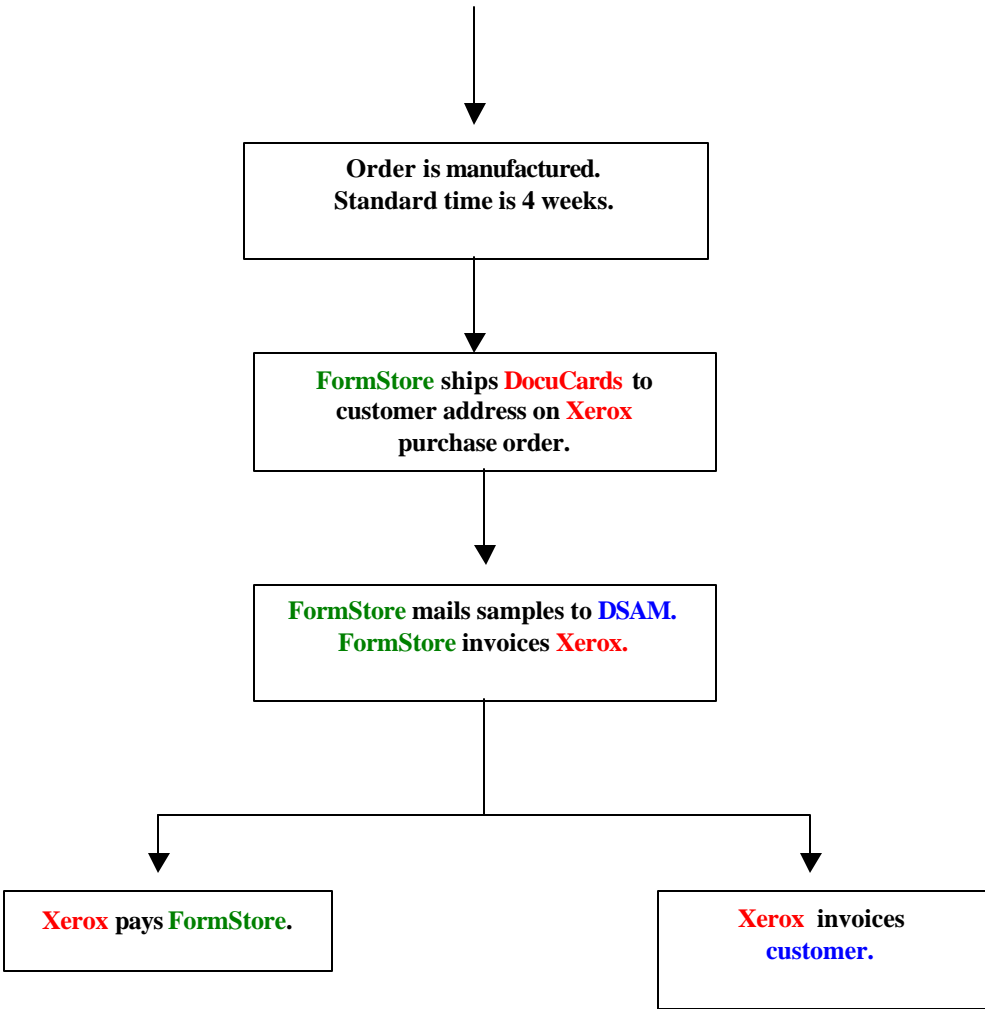 Order is manufactured.
Standard time is 4 weeks.
FormStore ships DocuCards to
customer address on Xerox
purchase order.
FormStore mails samples to DSAM.
FormStore invoices Xerox.
Xerox pays FormStore.
Xerox invoices
customer.